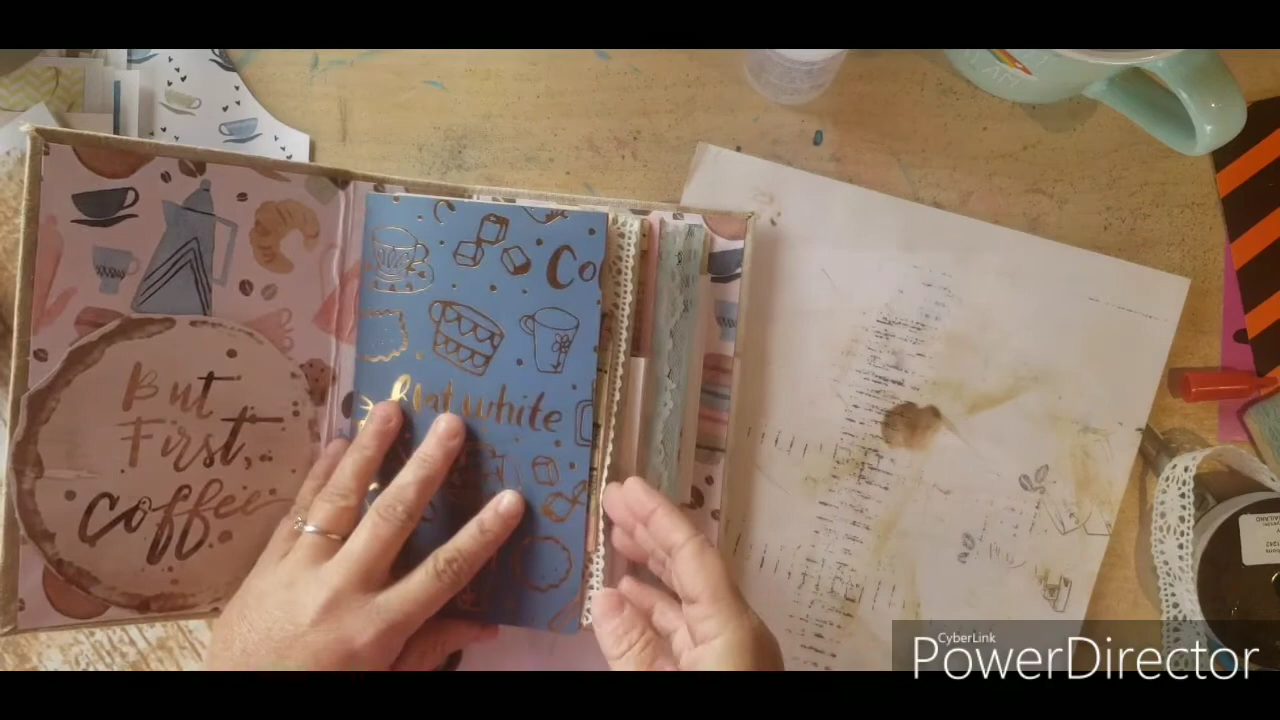 But
First,
coffee
Co
flat white
CyberLink
PowerDirector